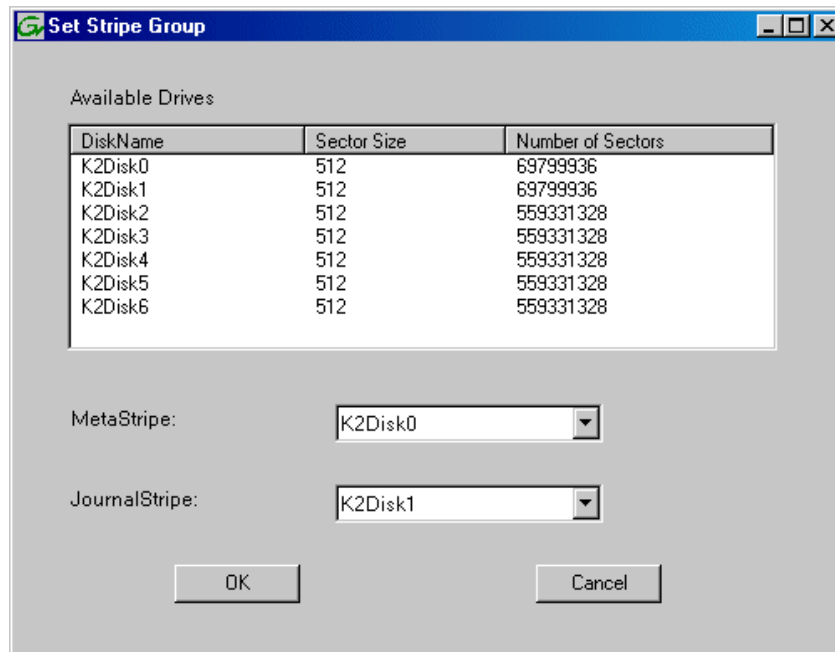 Set Stripe Group
Available Drives
DiskName Sector Size Number of Sectors
K2Disk0 512 69799936
K2Disk1 512 69799936
K2Disk2 512 559331328
K2Disk3 512 559331328
K2Disk4 512 559331328
K2Disk5 512 559331328
K2Disk6 512 559331328
MetaStripe: K2Disk0
JournalStripe: K2Disk1
OK Cancel